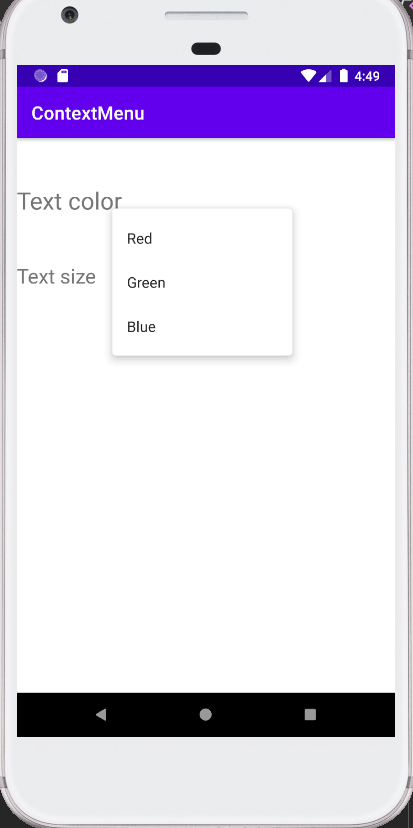 4:49
ContextMenu
Text color
Red
Text size
Green
Blue